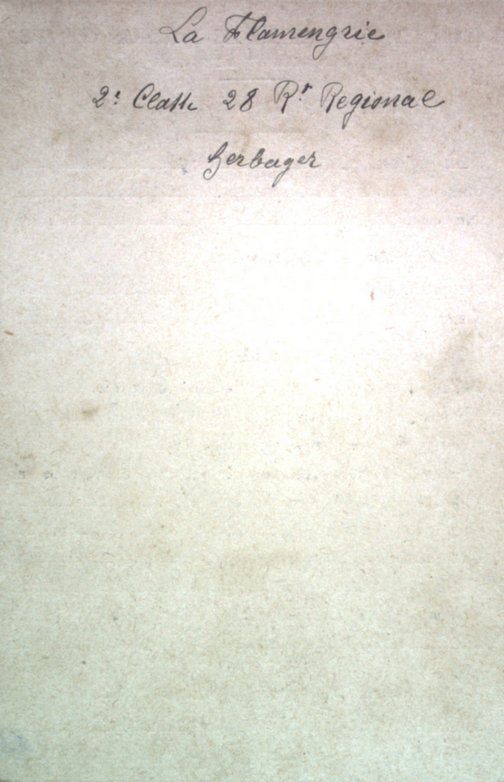 La Flamengrie
2e Classe 28 Rt Regional
Herbager